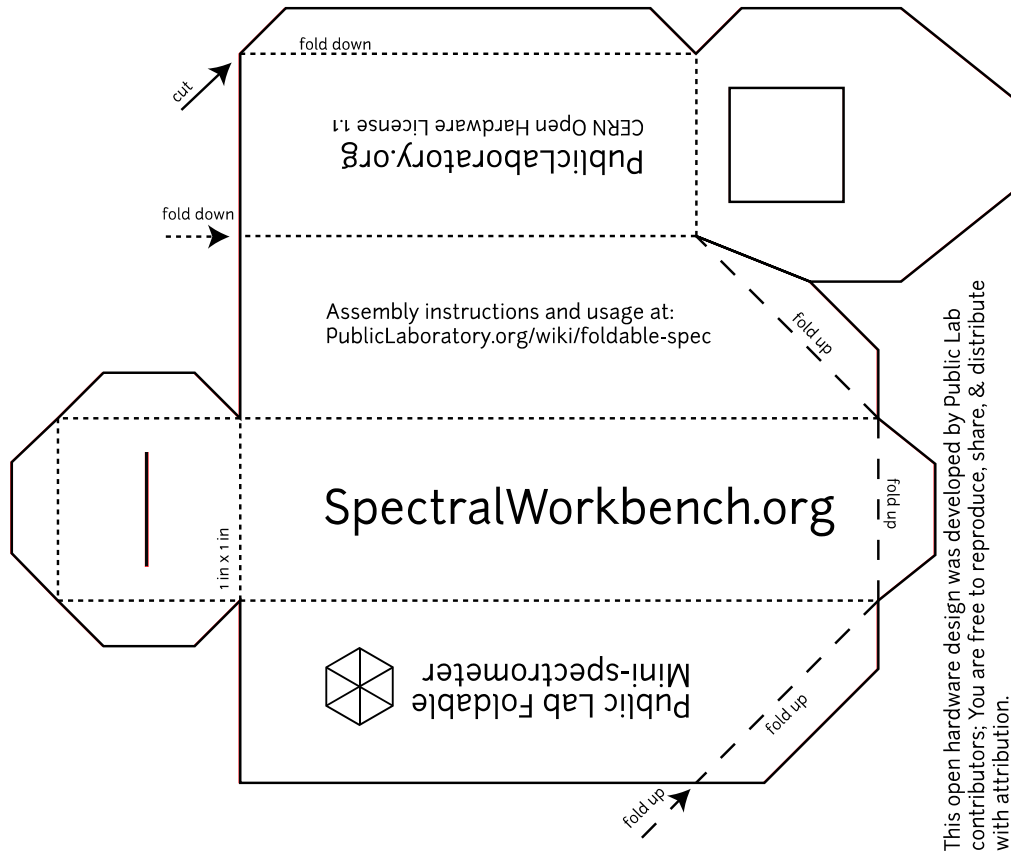 fold down
cut
CERN Open Hardware License 1.1
PublicLaboratory.org
fold down
Assembly instructions and usage at:
PublicLaboratory.org/wiki/foldable-spec
fold up
SpectralWorkbench.org
fold up
1 in x 1 in
Public Lab Foldable
Mini-spectrometer
fold up
fold up
This open hardware design was developed by Public Lab
contributors; You are free to reproduce, share, & distribute
with attribution.